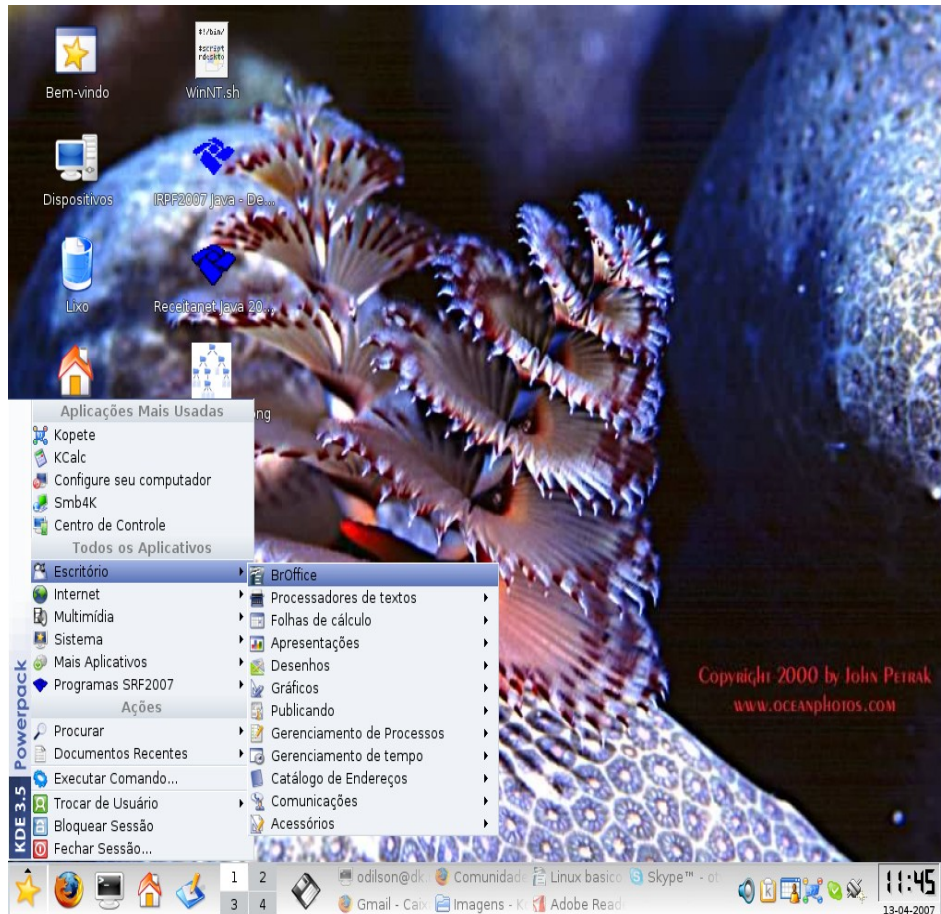 Bem-vindo
WinNT.sh
Dispositivos
IRPF2007 Java - De...
Lixo
Receitanet Java 20...
ong
Aplicações Mais Usadas
Kopete
KCalc
Configure seu computador
Smb4K
Centro de Controle
Todos os Aplicativos
Escritório
Internet
Multimídia
Sistema
Mais Aplicativos
Programas SRF2007
Ações
Procurar
Documentos Recentes
Executar Comando...
Trocar de Usuário
Bloquear Sessão
Fechar Sessão...
KDE 3.5 Powerpack
BrOffice
Processadores de textos
Folhas de cálculo
Apresentações
Desenhos
Gráficos
Publicando
Gerenciamento de Processos
Gerenciamento de tempo
Catálogo de Endereços
Comunicações
Acessórios
Copyright 2000 by John Petrak
www.oceanphotos.com
1 2
3 4
odilson@dk.
Comunidade
Linux basico
Skype™ - ot
Gmail - Caix
Imagens - K
Adobe Read
11:45
13-04-2007